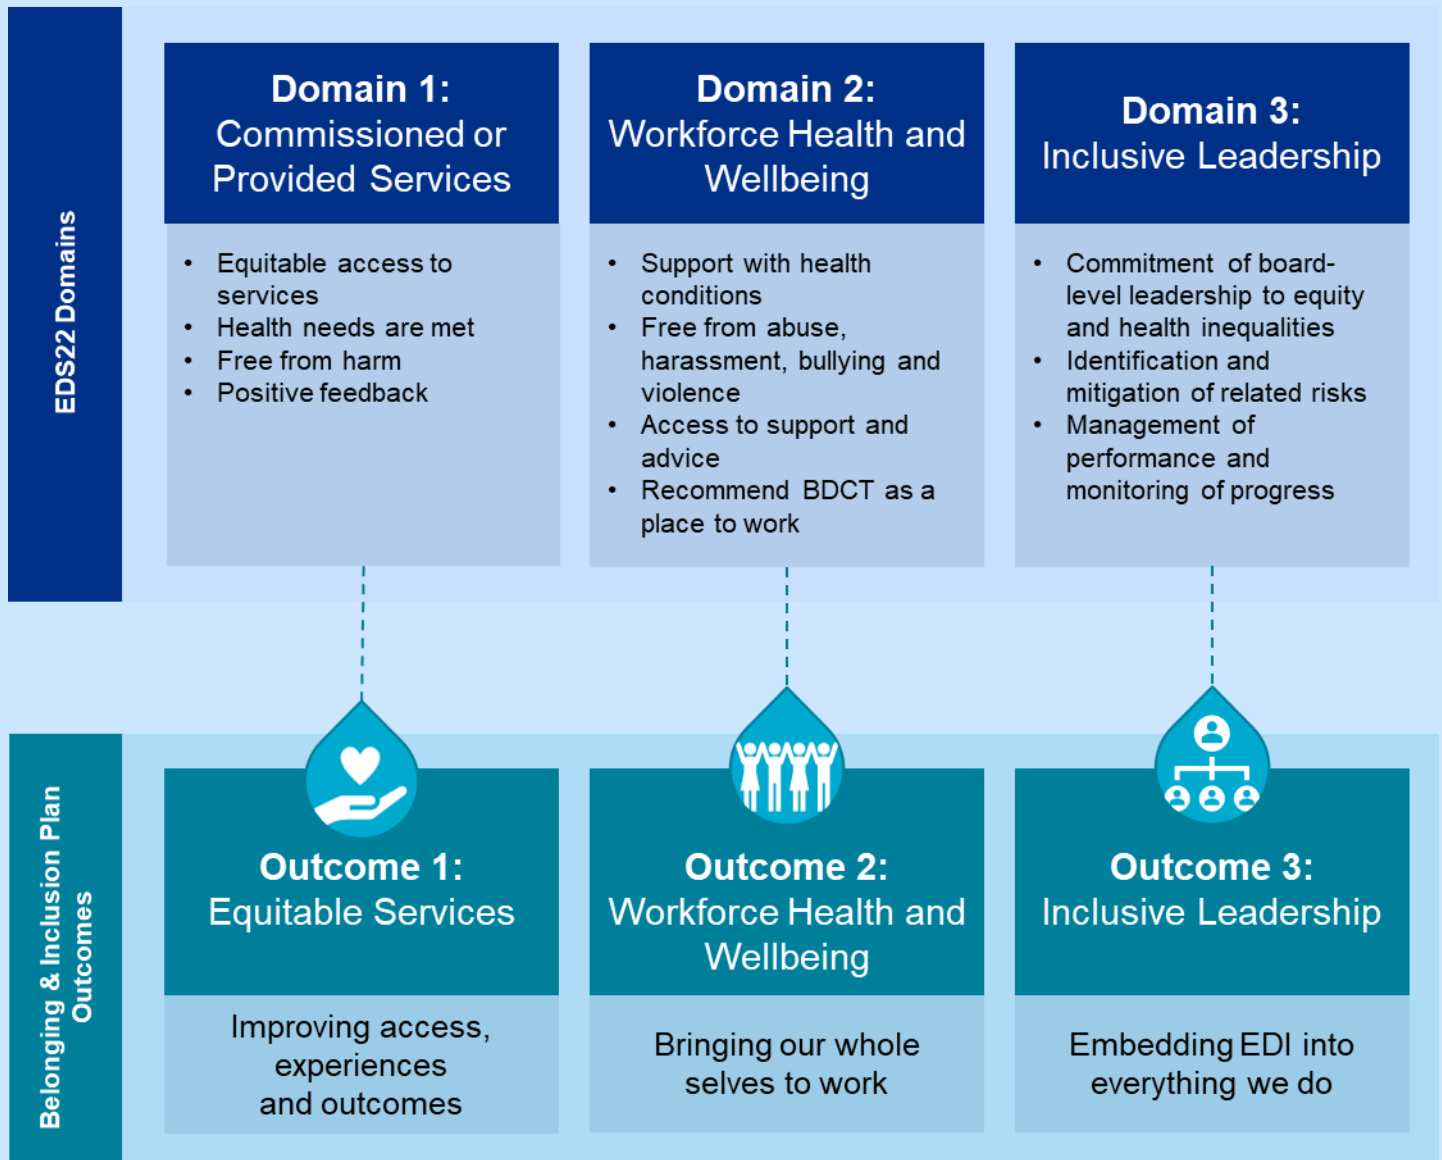 EDS22 Domains
Domain 1:
Commissioned or
Provided Services
• Equitable access to
services
• Health needs are met
• Free from harm
• Positive feedback
Domain 2:
Workforce Health and
Wellbeing
• Support with health
conditions
• Free from abuse,
harassment, bullying and
violence
• Access to support and
advice
• Recommend BDCT as a
place to work
Domain 3:
Inclusive Leadership
• Commitment of board-
level leadership to equity
and health inequalities
• Identification and
mitigation of related risks
• Management of
performance and
monitoring of progress
Belonging & Inclusion Plan
Outcomes
Outcome 1:
Equitable Services
Improving access,
experiences
and outcomes
Outcome 2:
Workforce Health and
Wellbeing
Bringing our whole
selves to work
Outcome 3:
Inclusive Leadership
Embedding EDI into
everything we do